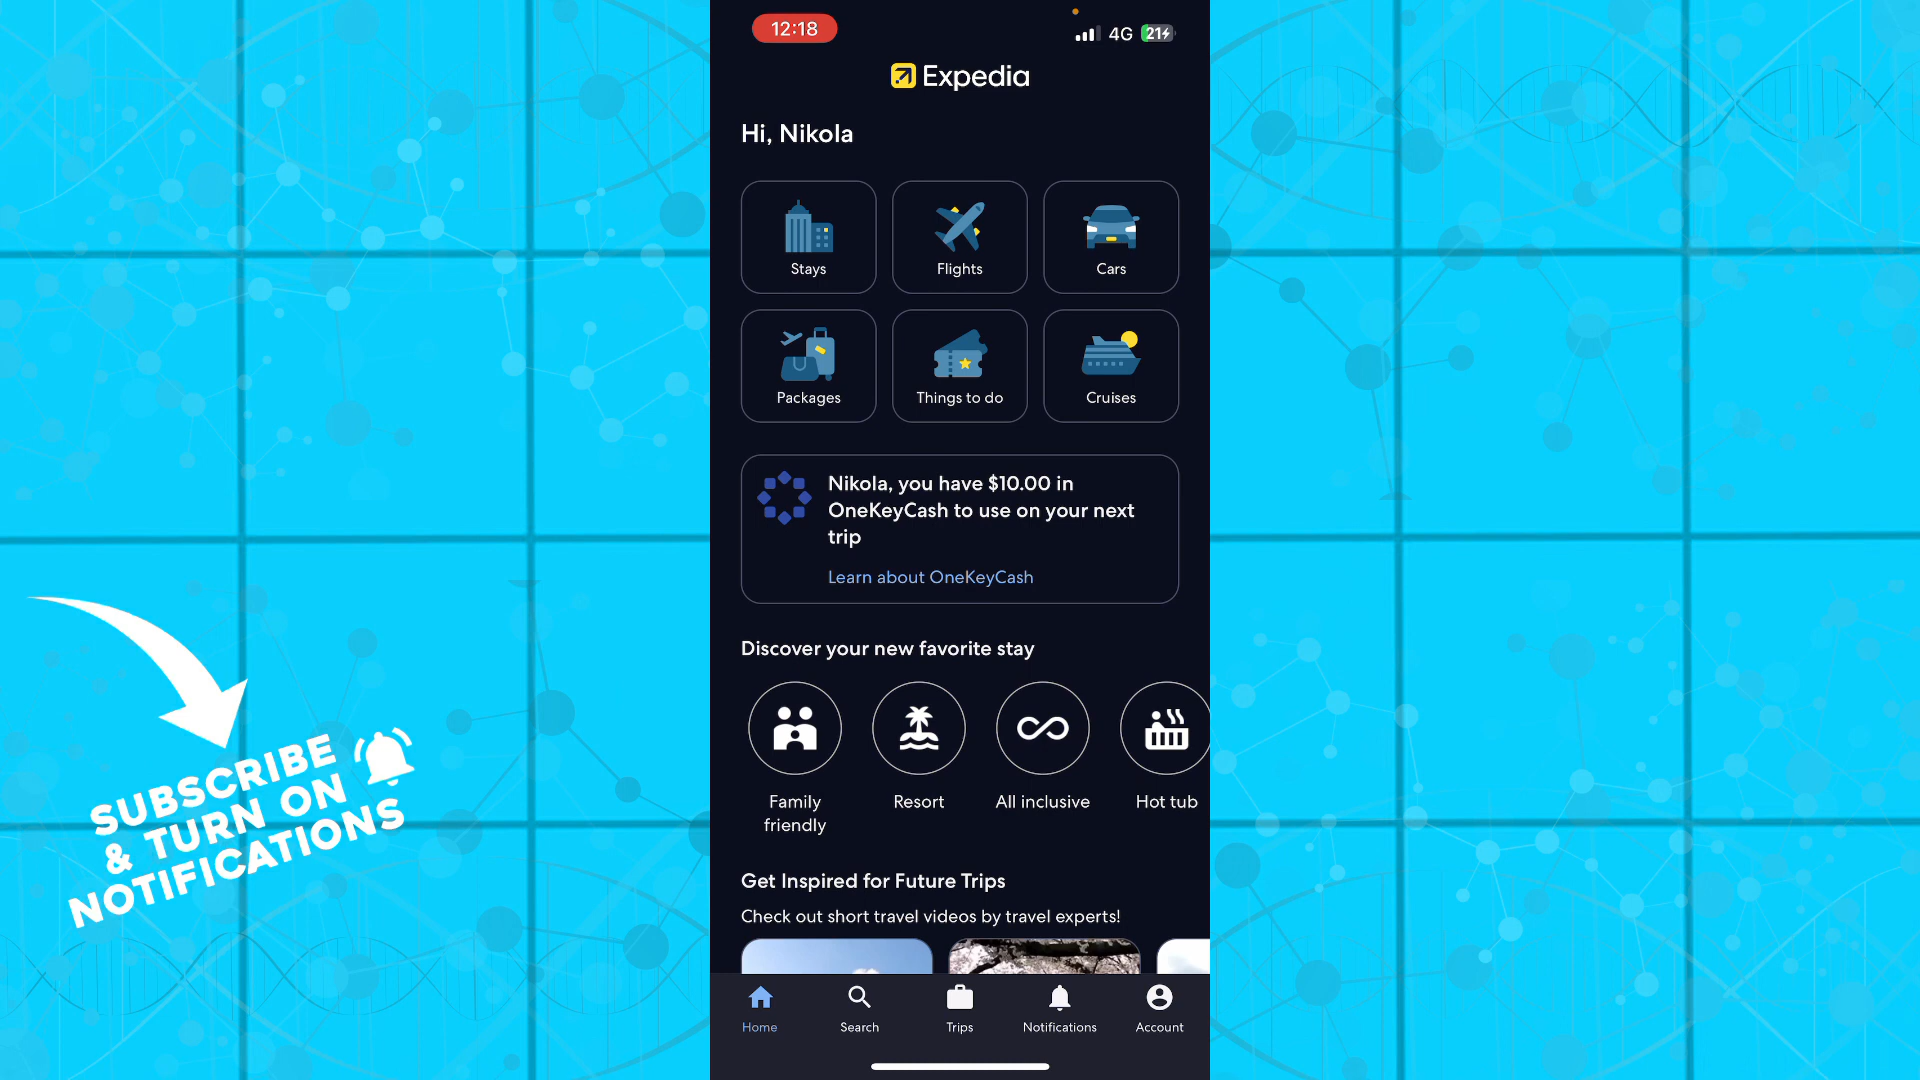 12:18
4G 21
Expedia
Hi, Nikola
Stays
Flights
Cars
Packages
Things to do
Cruises
Nikola, you have $10.00 in
OneKeyCash to use on your next
trip
Learn about OneKeyCash
Discover your new favorite stay
Family
friendly
Resort
All inclusive
Hot tub
Get Inspired for Future Trips
Check out short travel videos by travel experts!
Home
Search
Trips
Notifications
Account
SUBSCRIBE
& TURN ON
NOTIFICATIONS